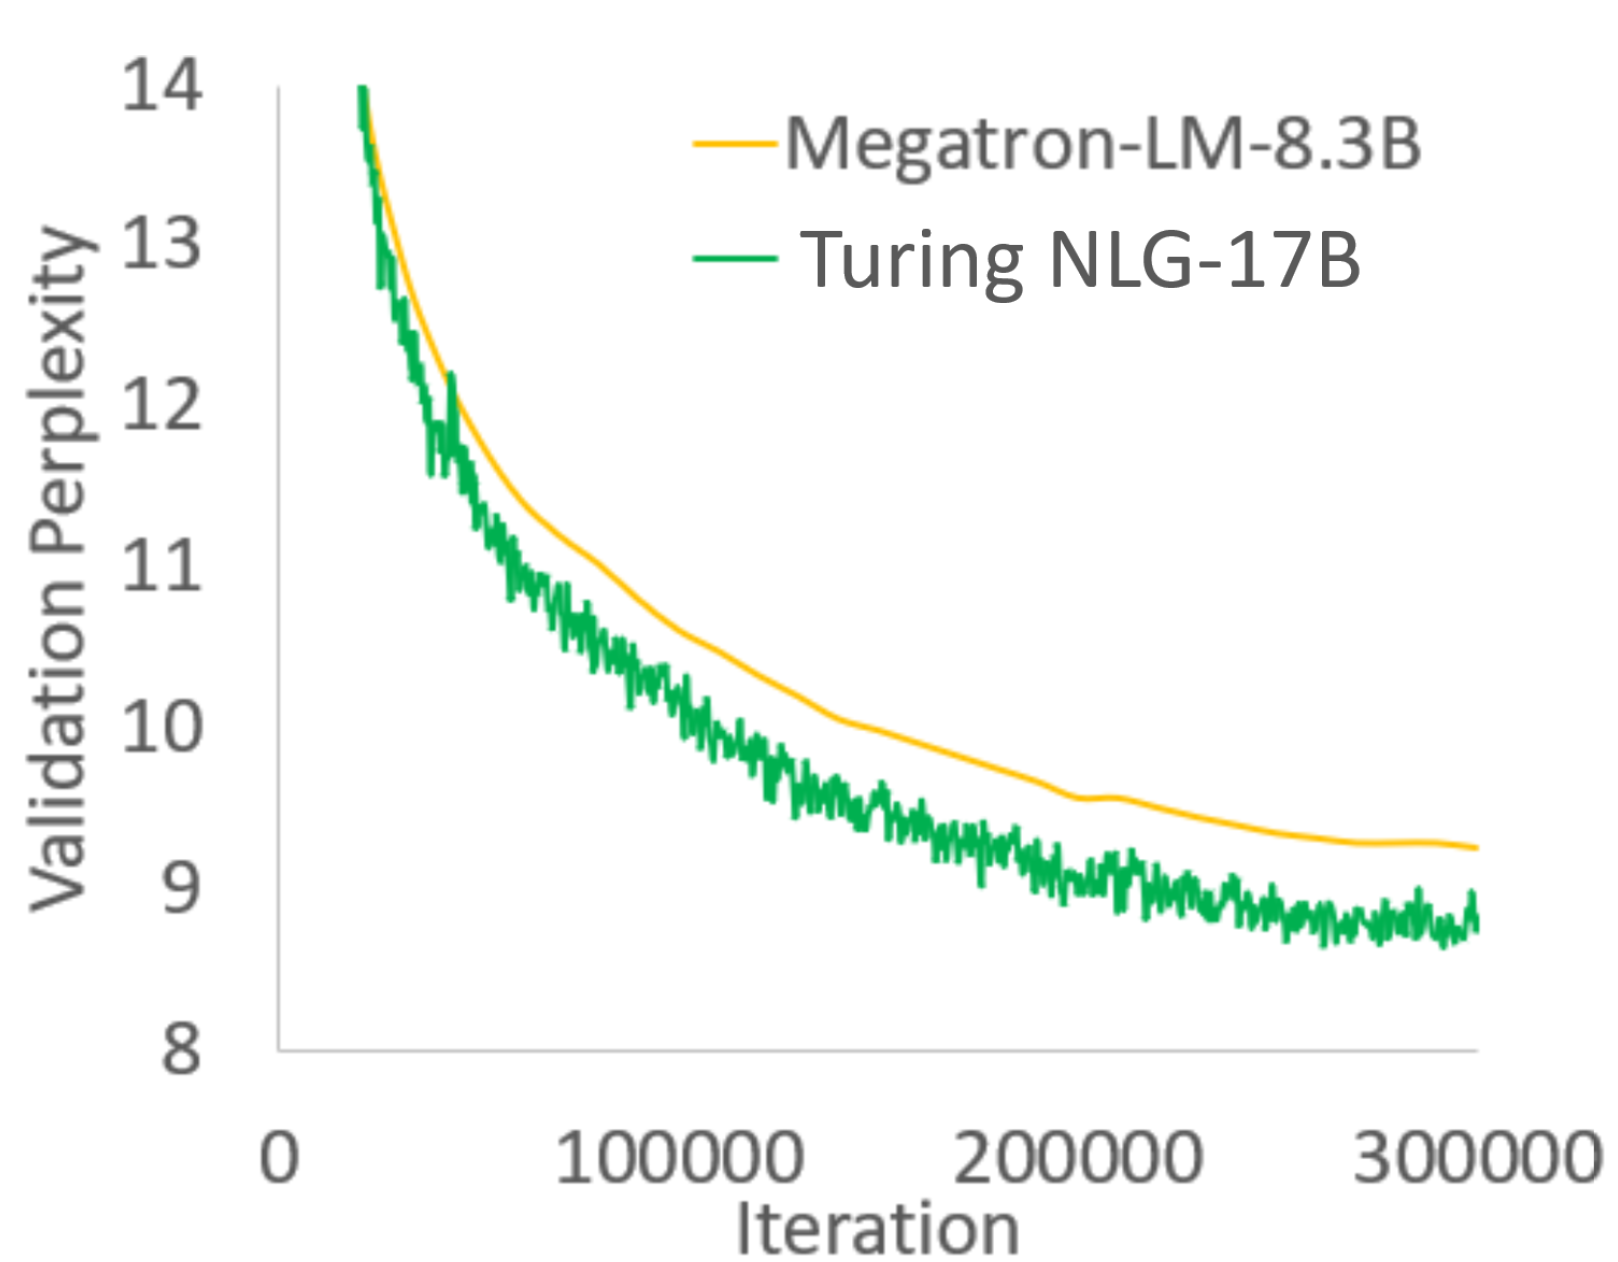 14
13
12
11
10
9
8
Validation Perplexity
Megatron-LM-8.3B
Turing NLG-17B
0 100000 200000 300000
Iteration